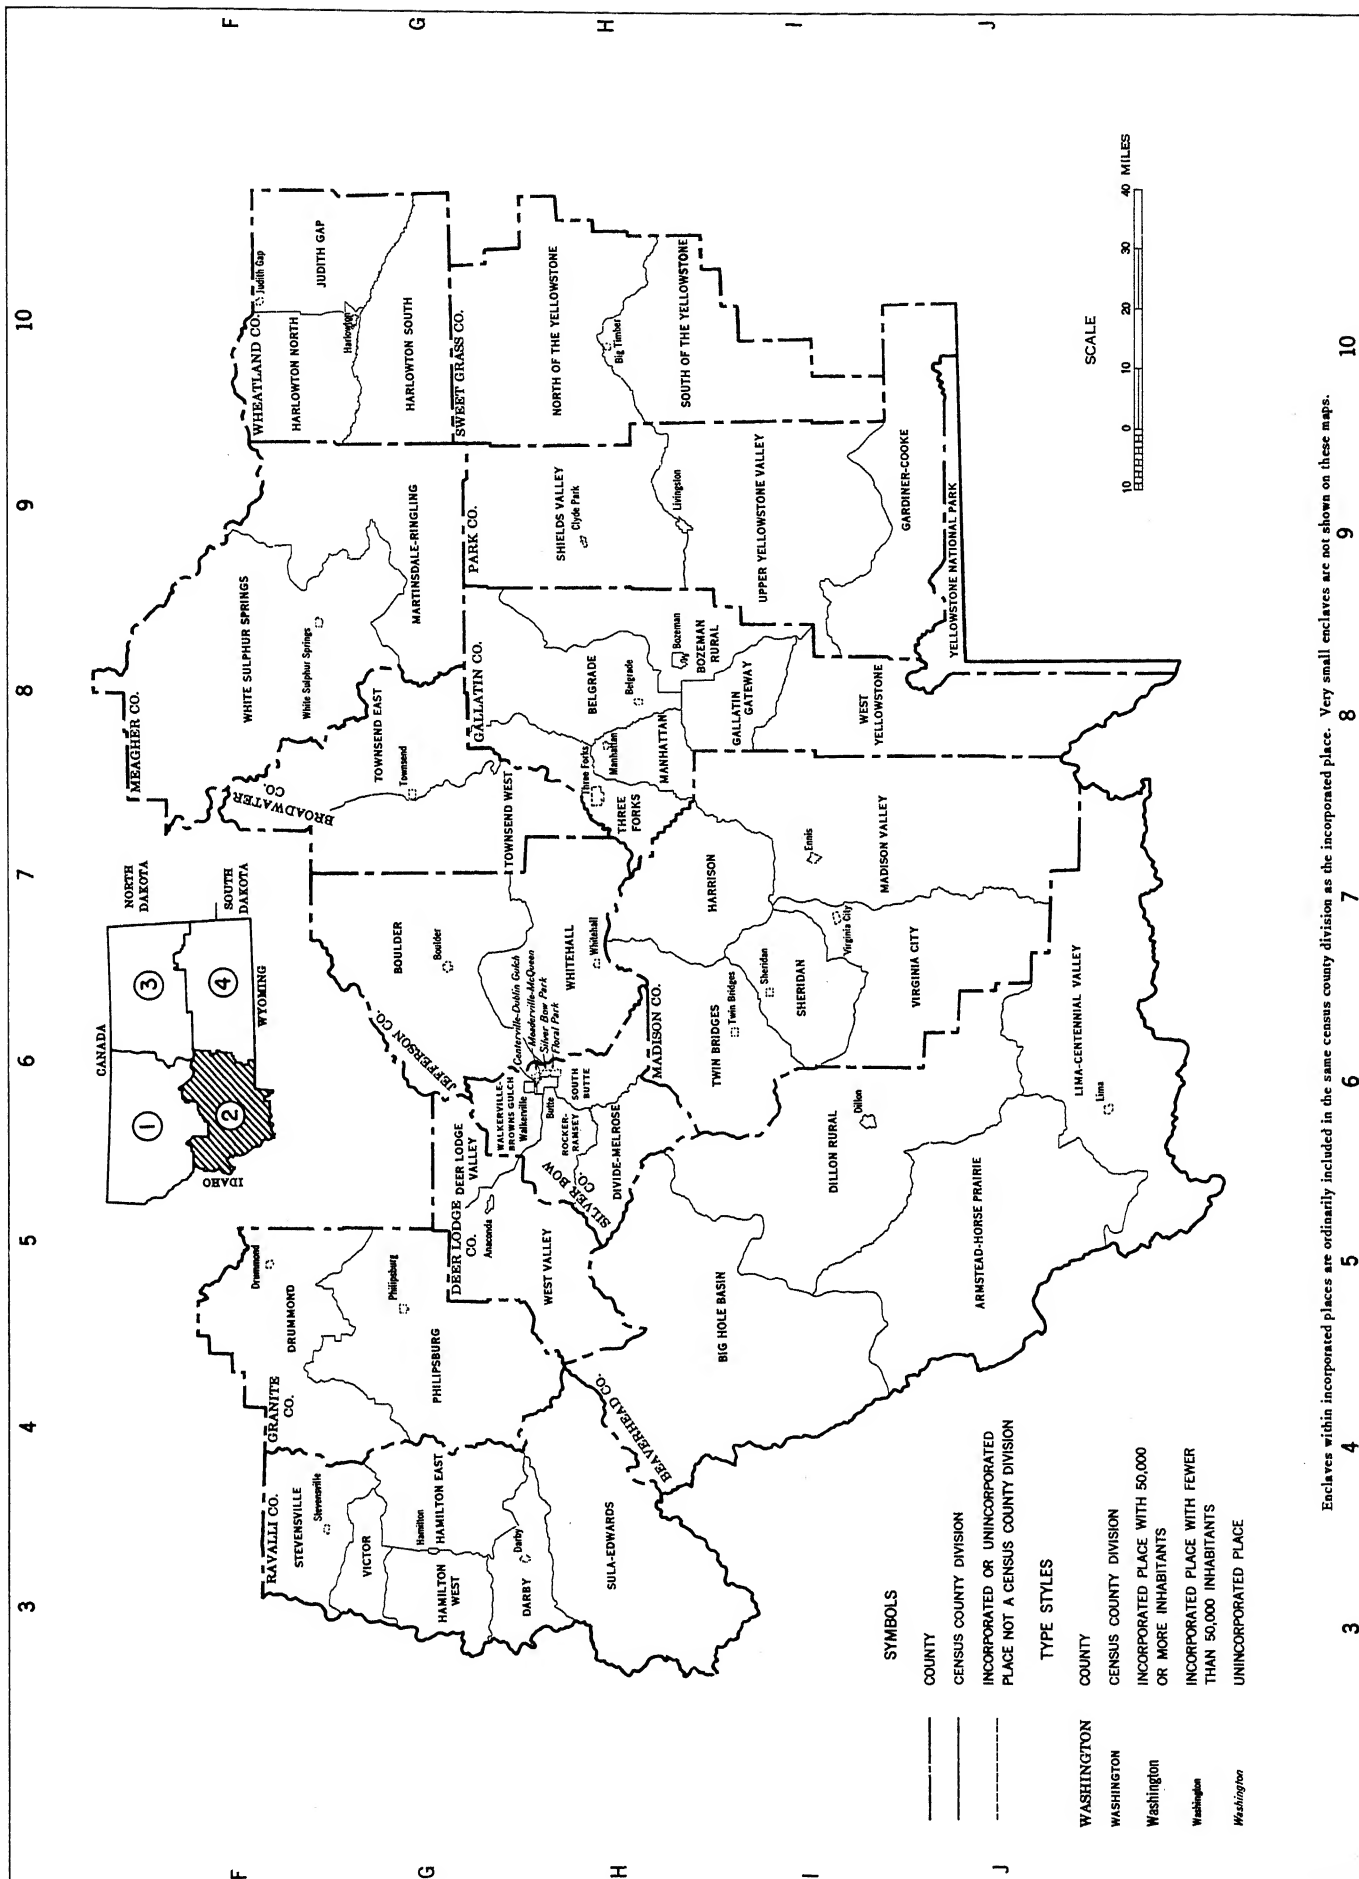 3
4
5
6
7
8
9
10
F
F
G
G
H
H
I
I
J
J
3
4
5
6
7
8
9
10
CANADA
NORTH
DAKOTA
SOUTH
DAKOTA
WYOMING
IDAHO
1
2
3
4
RAVALLI CO.
STEVENSVILLE
Stevensville
VICTOR
Hamilton
HAMILTON EAST
HAMILTON
WEST
Darby
DARBY
SULA-EDWARDS
GRANITE
CO.
Drummond
DRUMMOND
Philipsburg
PHILIPSBURG
DEER LODGE
CO.
DEER LODGE
VALLEY
Anaconda
WEST VALLEY
SILVER BOW
CO.
WALKERVILLE-
BROWNS GULCH
Walkerville
Butte
ROCKER-
RAMSEY
SOUTH
BUTTE
DIVIDE-MELROSE
Centerville-Dublin Gulch
Meaderville-McQueen
Silver Bow Park
Floral Park
JEFFERSON CO.
BOULDER
Boulder
WHITEHALL
Whitehall
BROADWATER
CO.
TOWNSEND EAST
Townsend
TOWNSEND WEST
MEAGHER CO.
WHITE SULPHUR SPRINGS
White Sulphur Springs
MARTINSDALE-RINGLING
WHEATLAND CO.
Judith Gap
JUDITH GAP
HARLOWTON NORTH
Harlowton
HARLOWTON SOUTH
SWEET GRASS CO.
NORTH OF THE YELLOWSTONE
Big Timber
SOUTH OF THE YELLOWSTONE
PARK CO.
SHIELDS VALLEY
Clyde Park
Livingston
UPPER YELLOWSTONE VALLEY
GARDINER-COOKE
YELLOWSTONE NATIONAL PARK
GALLATIN CO.
BELGRADE
Belgrade
Three Forks
Manhattan
THREE
FORKS
MANHATTAN
Bozeman
BOZEMAN
RURAL
GALLATIN
GATEWAY
WEST
YELLOWSTONE
MADISON CO.
HARRISON
TWIN BRIDGES
Twin Bridges
Sheridan
SHERIDAN
Ennis
MADISON VALLEY
Virginia City
VIRGINIA CITY
BEAVERHEAD CO.
BIG HOLE BASIN
Dillon
DILLON RURAL
ARMSTEAD-HORSE PRAIRIE
LIMA-CENTENNIAL VALLEY
Lima
SCALE
10 0 10 20 30 40 MILES
SYMBOLS
COUNTY
CENSUS COUNTY DIVISION
INCORPORATED OR UNINCORPORATED
PLACE NOT A CENSUS COUNTY DIVISION
TYPE STYLES
WASHINGTON COUNTY
WASHINGTON CENSUS COUNTY DIVISION
Washington INCORPORATED PLACE WITH 50,000
OR MORE INHABITANTS
Washington INCORPORATED PLACE WITH FEWER
THAN 50,000 INHABITANTS
Washington UNINCORPORATED PLACE
Enclaves within incorporated places are ordinarily included in the same census county division as the incorporated place. Very small enclaves are not shown on these maps.